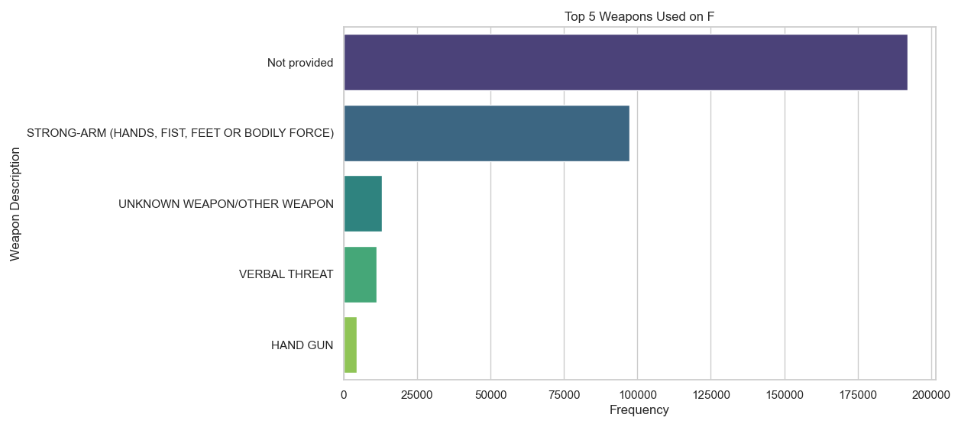 Top 5 Weapons Used on F
Weapon Description
Not provided
STRONG-ARM (HANDS, FIST, FEET OR BODILY FORCE)
UNKNOWN WEAPON/OTHER WEAPON
VERBAL THREAT
HAND GUN
0 25000 50000 75000 100000 125000 150000 175000 200000
Frequency